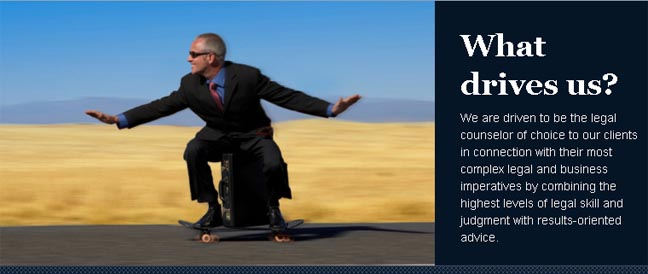 What
drives us?
We are driven to be the legal
counselor of choice to our clients
in connection with their most
complex legal and business
imperatives by combining the
highest levels of legal skill and
judgment with results-oriented
advice.